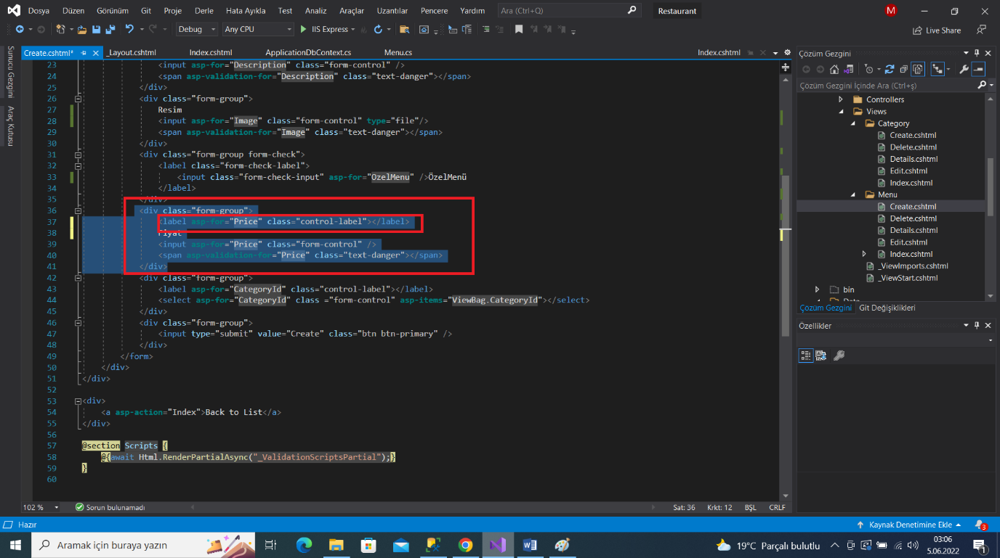 Dosya Düzen Görünüm Git Proje Derle Hata Ayıkla Test Analiz Araçlar Uzantılar Pencere Yardım Ara (Ctrl+Q) Restaurant M
Debug Any CPU IIS Express Live Share
Sunucu Gezgini
Araç Kutusu
Create.cshtml* _Layout.cshtml Index.cshtml ApplicationDbContext.cs Menu.cs Index.cshtml
23 <input asp-for="Description" class="form-control" />
24 <span asp-validation-for="Description" class="text-danger"></span>
25 </div>
26 <div class="form-group">
27 Resim
28 <input asp-for="Image" class="form-control" type="file"/>
29 <span asp-validation-for="Image" class="text-danger"></span>
30 </div>
31 <div class="form-group form-check">
32 <label class="form-check-label">
33 <input class="form-check-input" asp-for="OzelMenu" />ÖzelMenü
34 </label>
35 </div>
36 <div class="form-group">
37 <label asp-for="Price" class="control-label"></label>
38 Fiyat
39 <input asp-for="Price" class="form-control" />
40 <span asp-validation-for="Price" class="text-danger"></span>
41 </div>
42 <div class="form-group">
43 <label asp-for="CategoryId" class="control-label"></label>
44 <select asp-for="CategoryId" class ="form-control" asp-items="ViewBag.CategoryId"></select>
45 </div>
46 <div class="form-group">
47 <input type="submit" value="Create" class="btn btn-primary" />
48 </div>
49 </form>
50 </div>
51 </div>
52
53 <div>
54 <a asp-action="Index">Back to List</a>
55 </div>
56
57 @section Scripts {
58 @{await Html.RenderPartialAsync("_ValidationScriptsPartial");}
59 }
60
102 % Sorun bulunamadı Sat: 36 Krkt: 12 BŞL CRLF
Çözüm Gezgini
Çözüm Gezgini İçinde Ara (Ctrl+ş)
Controllers
Views
Category
Create.cshtml
Delete.cshtml
Details.cshtml
Edit.cshtml
Index.cshtml
Menu
Create.cshtml
Delete.cshtml
Details.cshtml
Edit.cshtml
Index.cshtml
_ViewImports.cshtml
_ViewStart.cshtml
bin
Data
Çözüm Gezgini Git Değişiklikleri
Özellikler
Hazır Kaynak Denetimine Ekle 3
Aramak için buraya yazın 19°C Parçalı bulutlu 03:06
5.06.2022 1